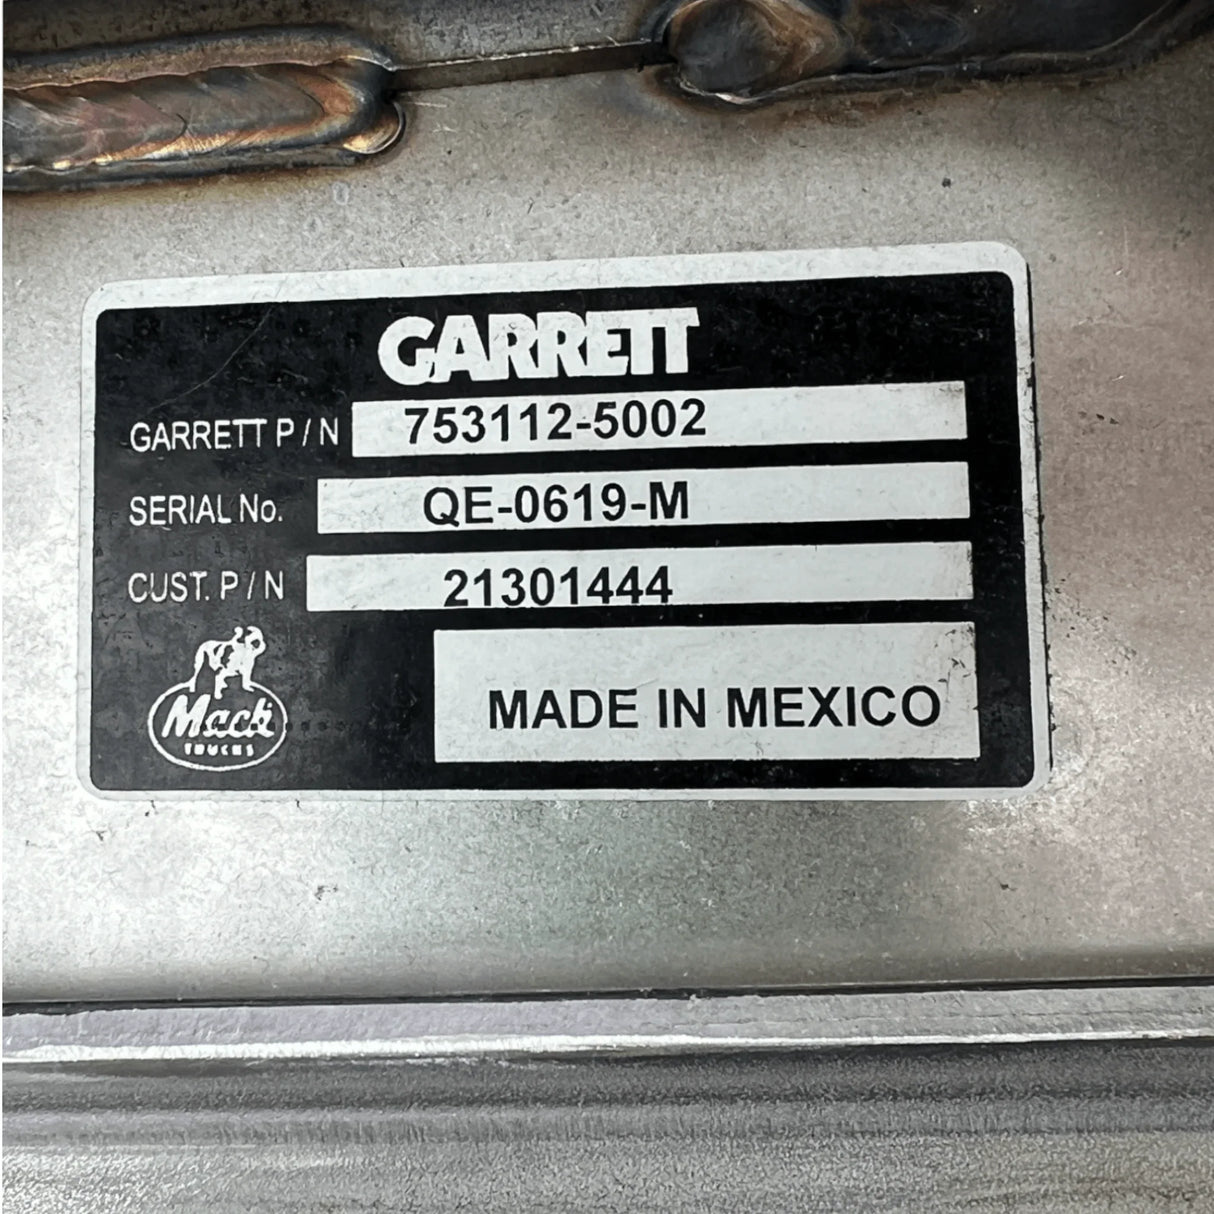 GARRETT
GARRETT P / N 753112-5002
SERIAL No. QE-0619-M
CUST. P / N 21301444
Mack
TRUCKS
MADE IN MEXICO